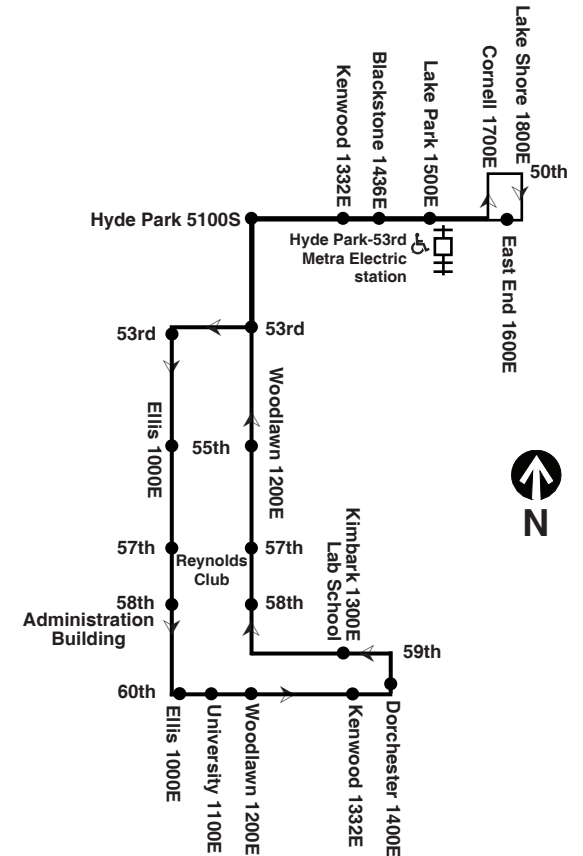 Lake Shore 1800E
Cornell 1700E
Lake Park 1500E
Blackstone 1436E
Kenwood 1332E
50th
Hyde Park 5100S
Hyde Park-53rd
Metra Electric
station
East End 1600E
53rd
53rd
Woodlawn 1200E
Ellis 1000E
55th
57th
Reynolds
Club
57th
58th
58th
Administration
Building
Kimbark 1300E
Lab School
59th
60th
Ellis 1000E
University 1100E
Woodlawn 1200E
Kenwood 1332E
Dorchester 1400E
N